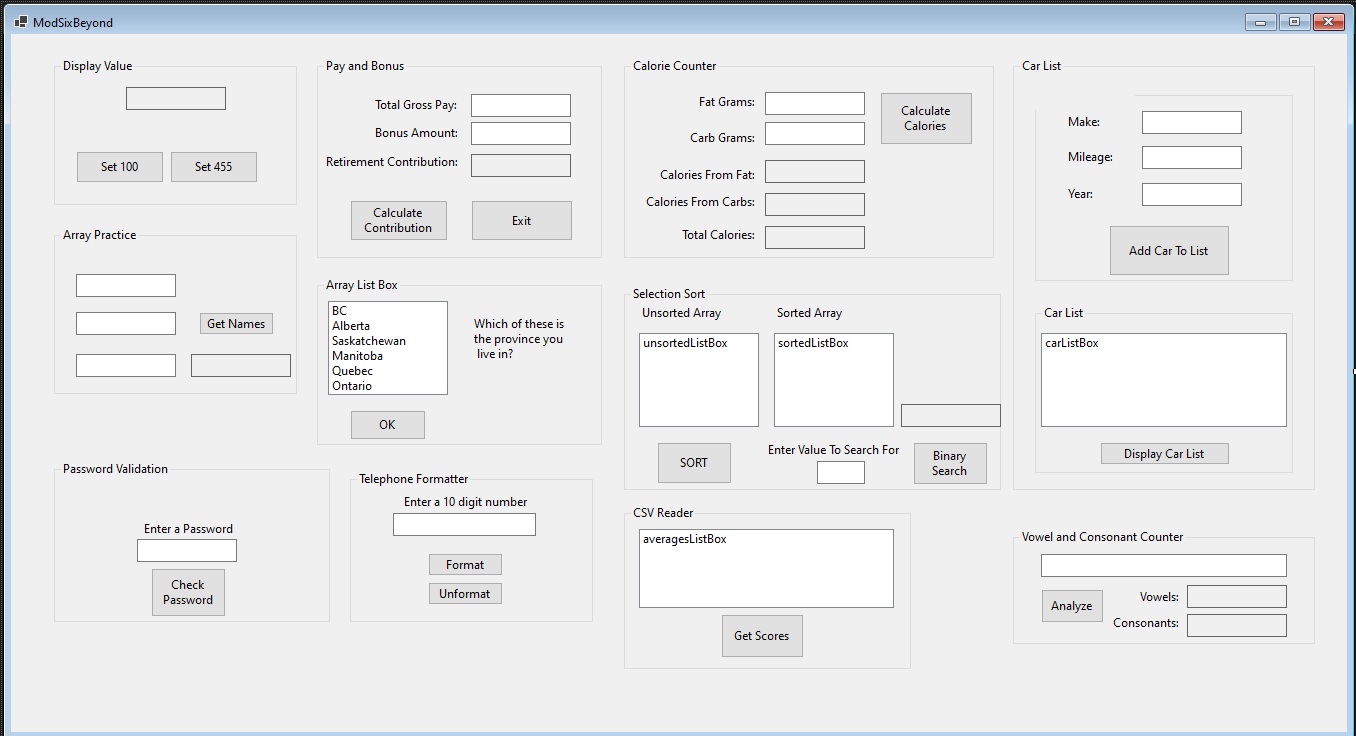 ModSixBeyond
Display Value
Set 100
Set 455
Pay and Bonus
Total Gross Pay:
Bonus Amount:
Retirement Contribution:
Calculate
Contribution
Exit
Calorie Counter
Fat Grams:
Carb Grams:
Calories From Fat:
Calories From Carbs:
Total Calories:
Calculate
Calories
Car List
Make:
Mileage:
Year:
Add Car To List
Array Practice
Get Names
Array List Box
BC
Alberta
Saskatchewan
Manitoba
Quebec
Ontario
Which of these is
the province you
live in?
OK
Selection Sort
Unsorted Array
Sorted Array
unsortedListBox
sortedListBox
SORT
Enter Value To Search For
Binary
Search
Car List
carListBox
Display Car List
Password Validation
Enter a Password
Check
Password
Telephone Formatter
Enter a 10 digit number
Format
Unformat
CSV Reader
averagesListBox
Get Scores
Vowel and Consonant Counter
Analyze
Vowels:
Consonants: